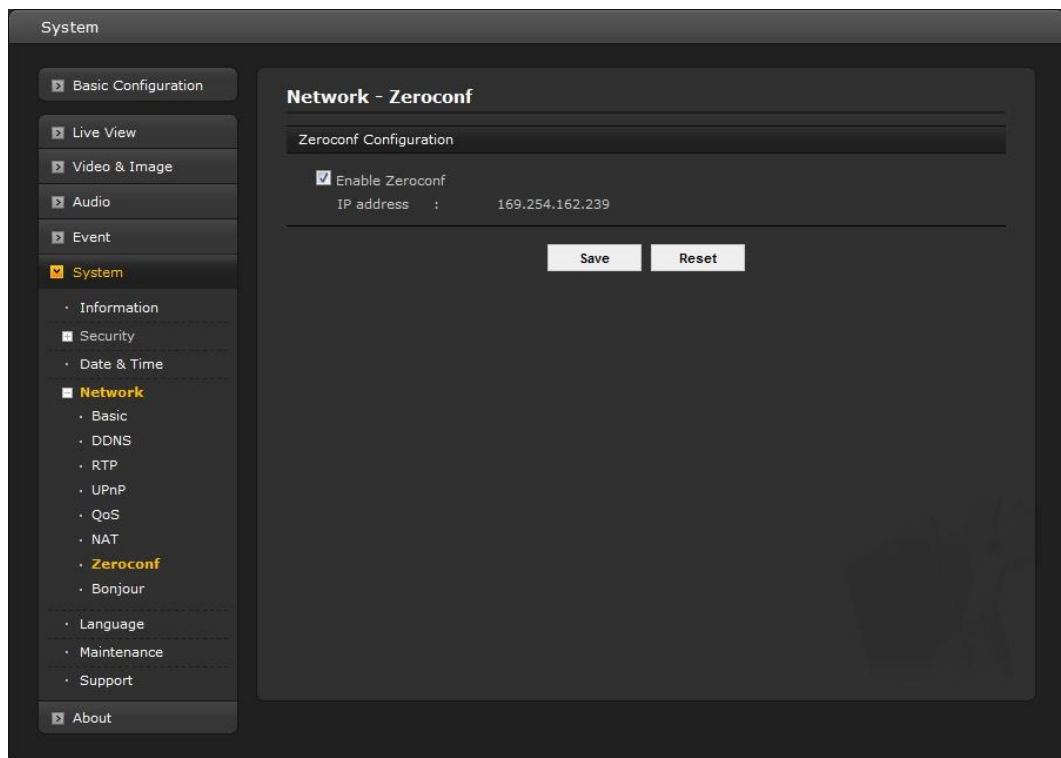 System
Basic Configuration
Live View
Video & Image
Audio
Event
System
· Information
Security
· Date & Time
Network
· Basic
· DDNS
· RTP
· UPnP
· QoS
· NAT
· Zeroconf
· Bonjour
· Language
· Maintenance
· Support
About
Network - Zeroconf
Zeroconf Configuration
Enable Zeroconf
IP address : 169.254.162.239
Save Reset